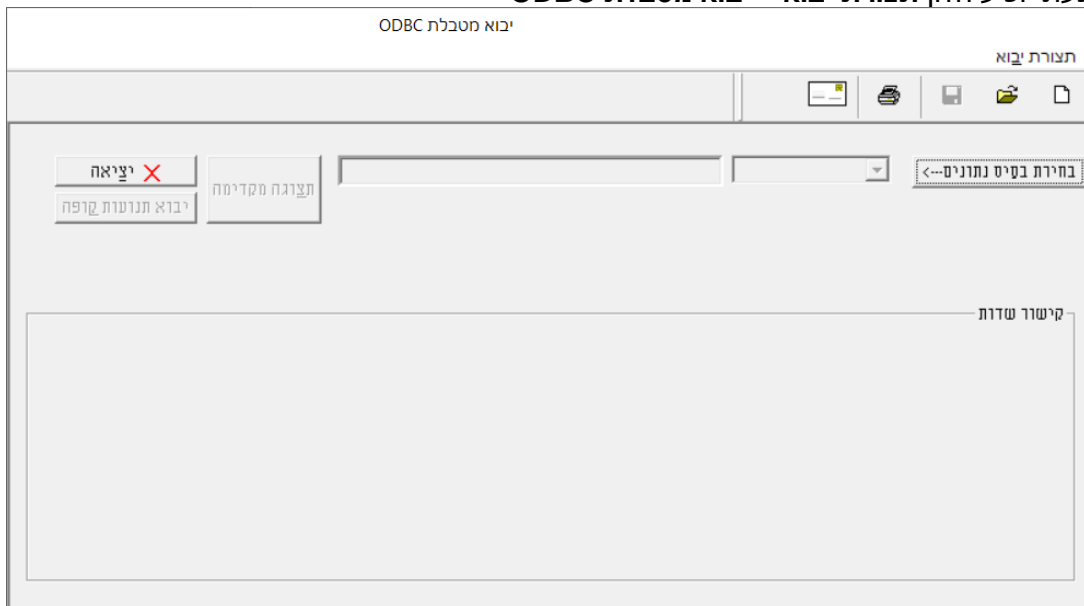 יבוא מטבלת ODBC
תצורת יבוא
בחירת בסיס נתונים--->
תצוגה מקדימה
יציאה
יבוא תנועות קופה
קישור שדות